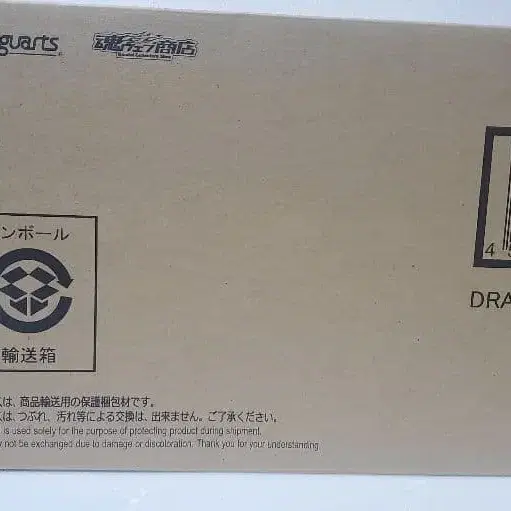 guarts
魂ウェブ商店
4
DRA
ンボール
輸送箱
は、商品輸送用の保護梱包材です。
は、つぶれ、汚れ等による交換は、出来ません。ご了承ください。
is used solely for the purpose of protecting product during shipment.
not be exchanged due to damage or discoloration. Thank you for your understanding.